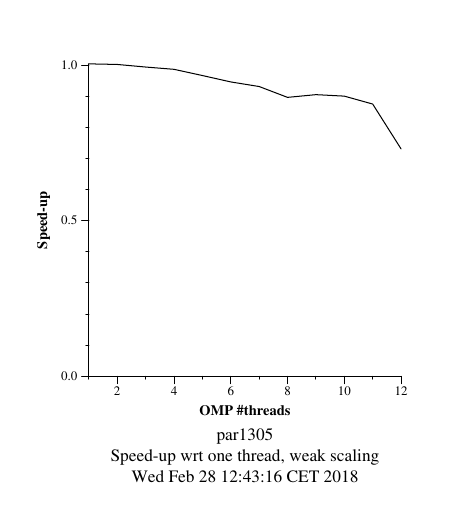 1.0
0.5
0.0
Speed-up
2 4 6 8 10 12
OMP #threads
par1305
Speed-up wrt one thread, weak scaling
Wed Feb 28 12:43:16 CET 2018